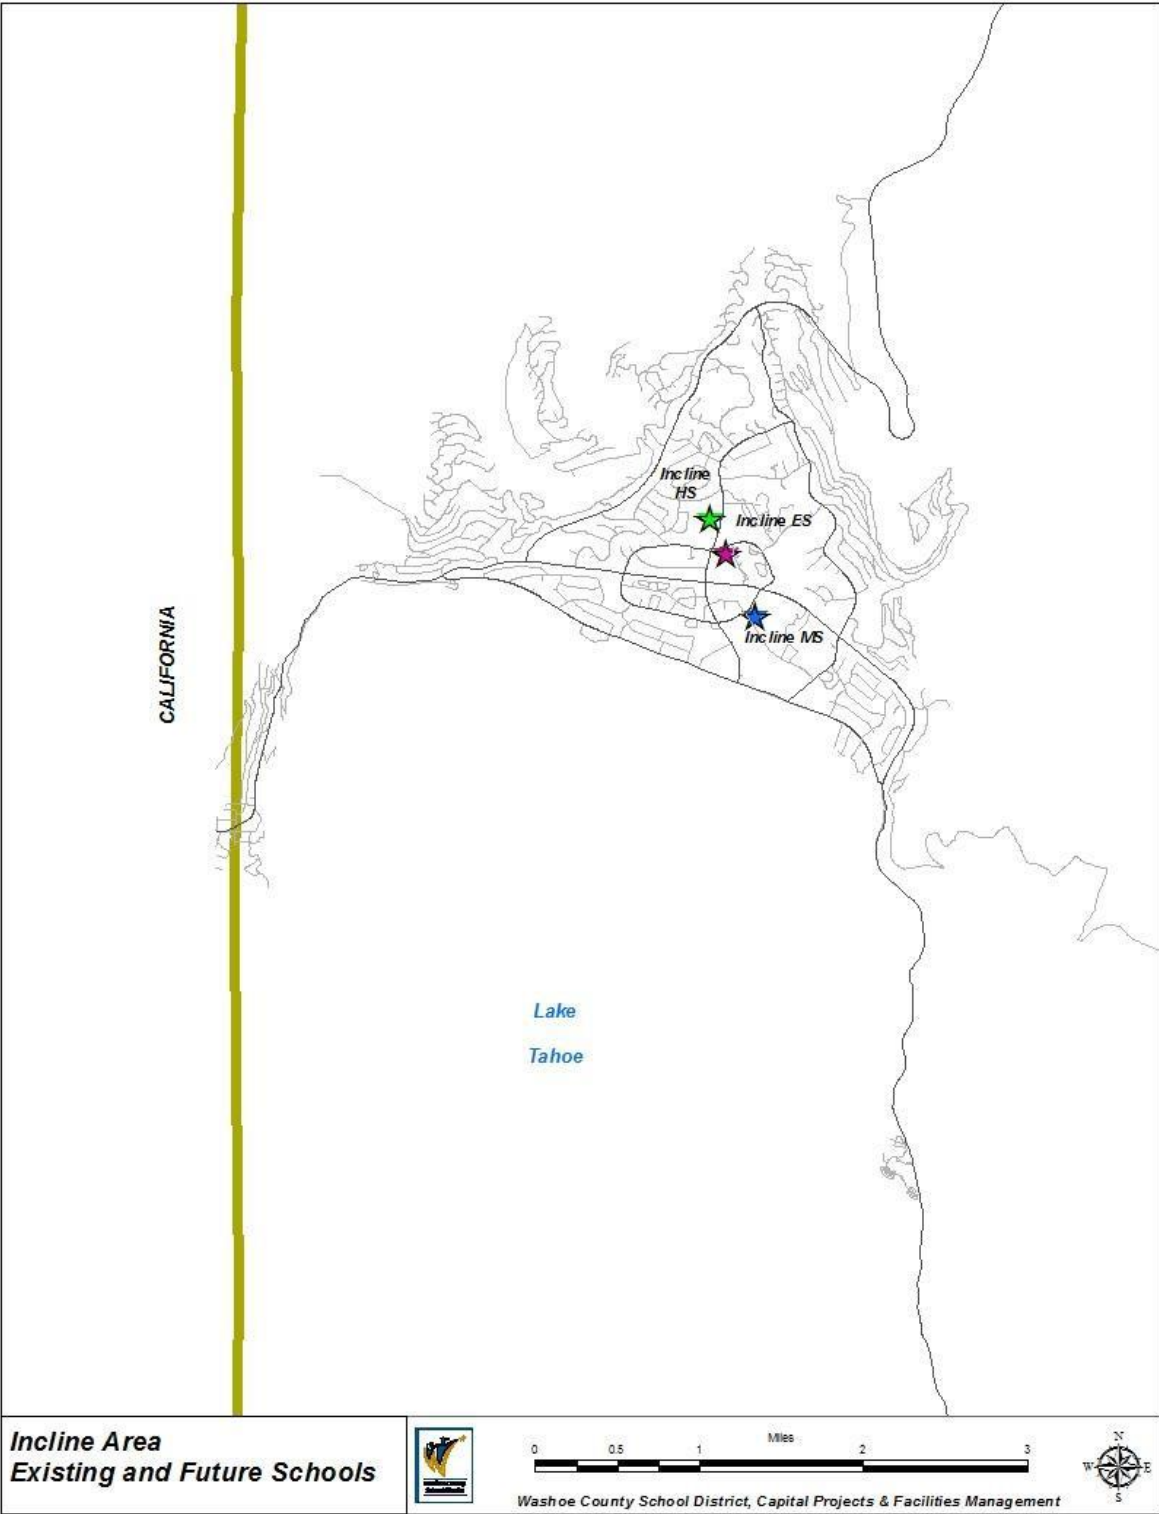 Incline
HS
Incline ES
Incline MS
CALIFORNIA
Lake
Tahoe
Incline Area
Existing and Future Schools
Miles
0 0.5 1 2 3
Washoe County School District, Capital Projects & Facilities Management
N
W E
S